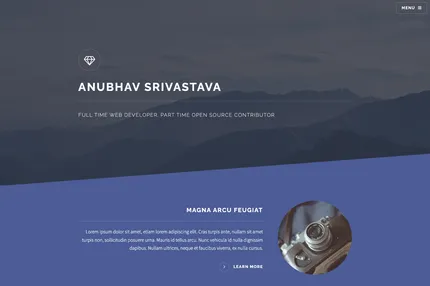 MENU
ANUBHAV SRIVASTAVA
FULL TIME WEB DEVELOPER, PART TIME OPEN SOURCE CONTRIBUTOR
MAGNA ARCU FEUGIAT
Lorem ipsum dolor sit amet, etiam lorem adipiscing elit. Cras turpis ante, nullam sit amet
turpis non, sollicitudin posuere urna. Mauris id tellus arcu. Nunc vehicula id nulla dignissim
dapibus. Nullam ultrices, neque et faucibus viverra, ex nulla cursus.
LEARN MORE